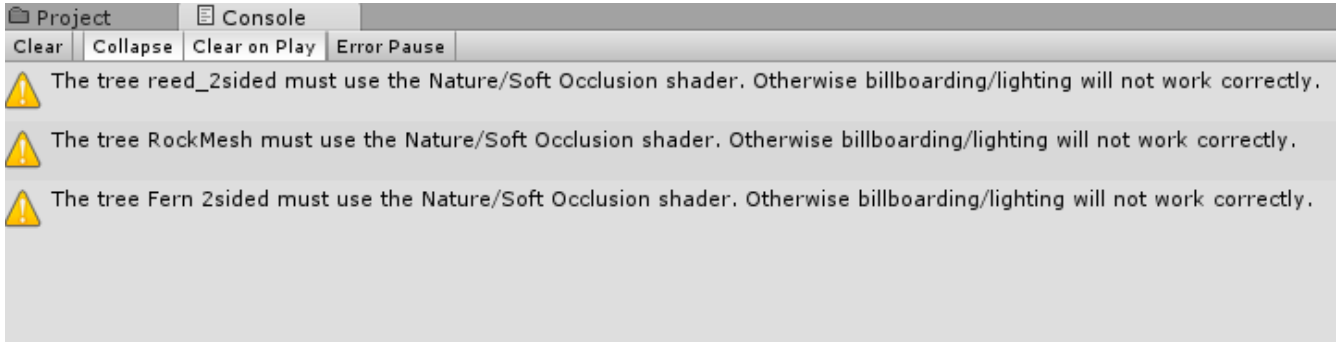 Project Console
Clear Collapse Clear on Play Error Pause
The tree reed_2sided must use the Nature/Soft Occlusion shader. Otherwise billboarding/lighting will not work correctly.
The tree RockMesh must use the Nature/Soft Occlusion shader. Otherwise billboarding/lighting will not work correctly.
The tree Fern 2sided must use the Nature/Soft Occlusion shader. Otherwise billboarding/lighting will not work correctly.